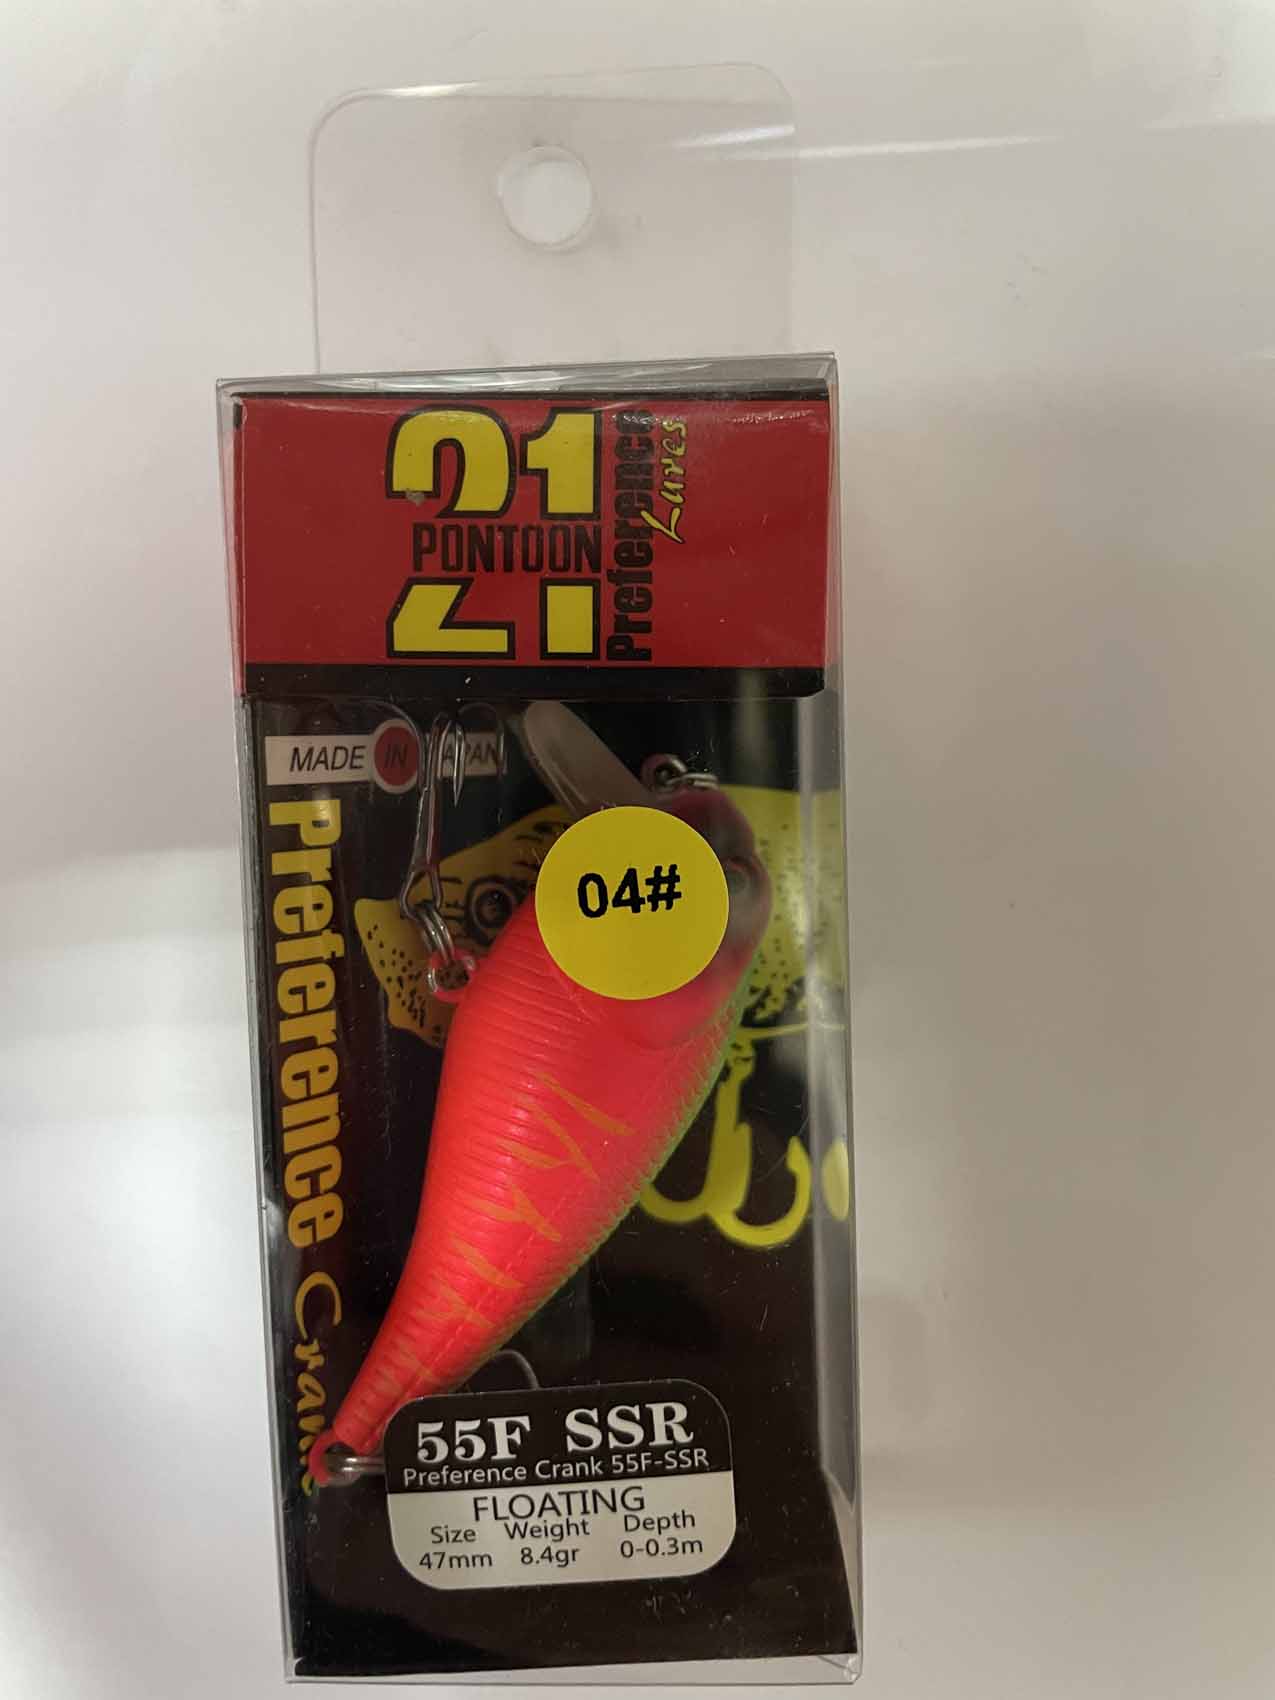 21
PONTOON
Preference
Lures
MADE IN JAPAN
Preference Crank
04#
55F SSR
Preference Crank 55F-SSR
FLOATING
Size Weight Depth
47mm 8.4gr 0-0.3m